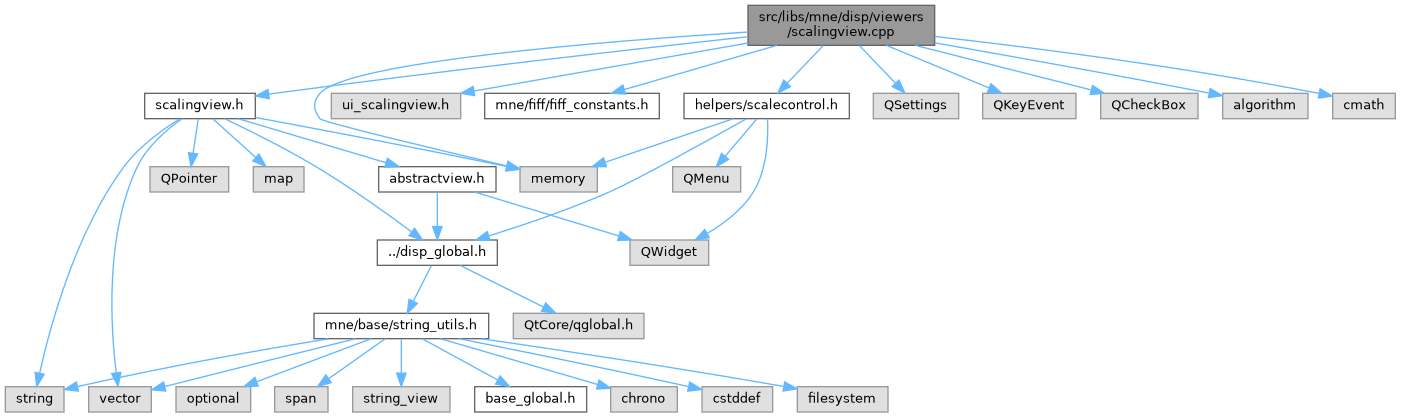 src/libs/mne/disp/viewers
/scalingview.cpp
scalingview.h
ui_scalingview.h
mne/fiff/fiff_constants.h
helpers/scalecontrol.h
QSettings
QKeyEvent
QCheckBox
algorithm
cmath
QPointer
map
abstractview.h
memory
QMenu
../disp_global.h
QWidget
mne/base/string_utils.h
QtCore/qglobal.h
string
vector
optional
span
string_view
base_global.h
chrono
cstddef
filesystem